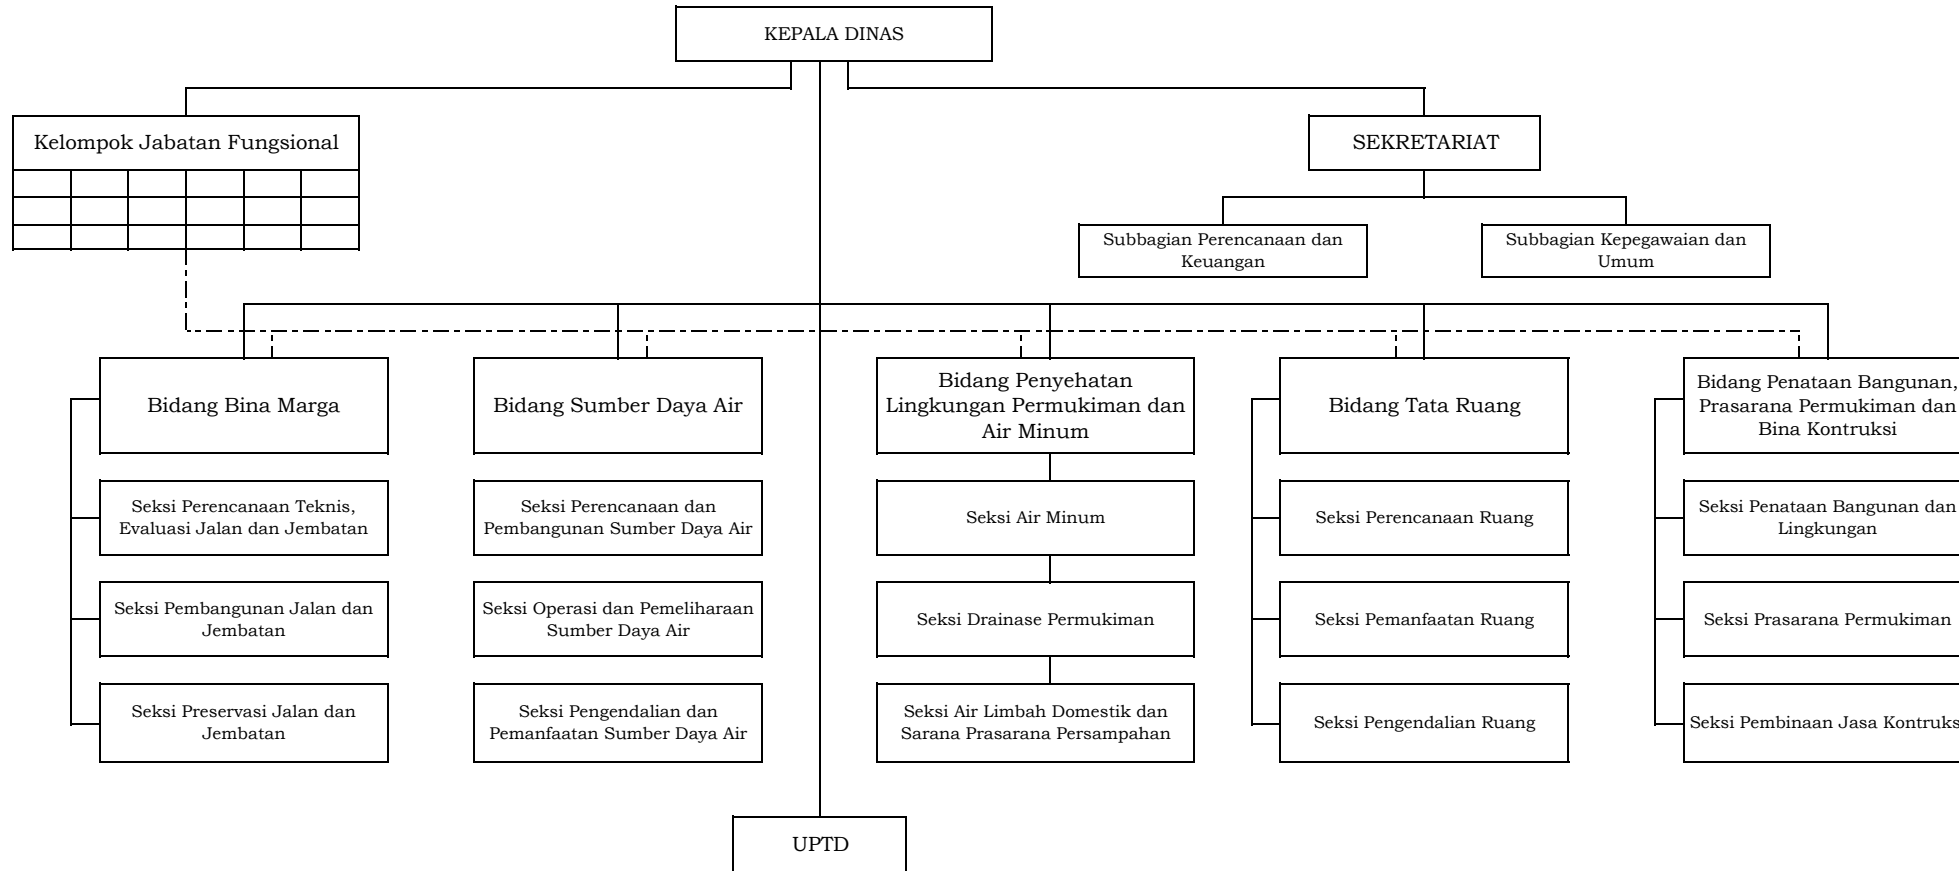 KEPALA DINAS
Kelompok Jabatan Fungsional
SEKRETARIAT
Subbagian Perencanaan dan
Keuangan
Subbagian Kepegawaian dan
Umum
Bidang Bina Marga
Bidang Sumber Daya Air
Bidang Penyehatan
Lingkungan Permukiman dan
Air Minum
Bidang Tata Ruang
Bidang Penataan Bangunan,
Prasarana Permukiman dan
Bina Kontruksi
Seksi Perencanaan Teknis,
Evaluasi Jalan dan Jembatan
Seksi Perencanaan dan
Pembangunan Sumber Daya Air
Seksi Air Minum
Seksi Perencanaan Ruang
Seksi Penataan Bangunan dan
Lingkungan
Seksi Pembangunan Jalan dan
Jembatan
Seksi Operasi dan Pemeliharaan
Sumber Daya Air
Seksi Drainase Permukiman
Seksi Pemanfaatan Ruang
Seksi Prasarana Permukiman
Seksi Preservasi Jalan dan
Jembatan
Seksi Pengendalian dan
Pemanfaatan Sumber Daya Air
Seksi Air Limbah Domestik dan
Sarana Prasarana Persampahan
Seksi Pengendalian Ruang
Seksi Pembinaan Jasa Kontruks
UPTD